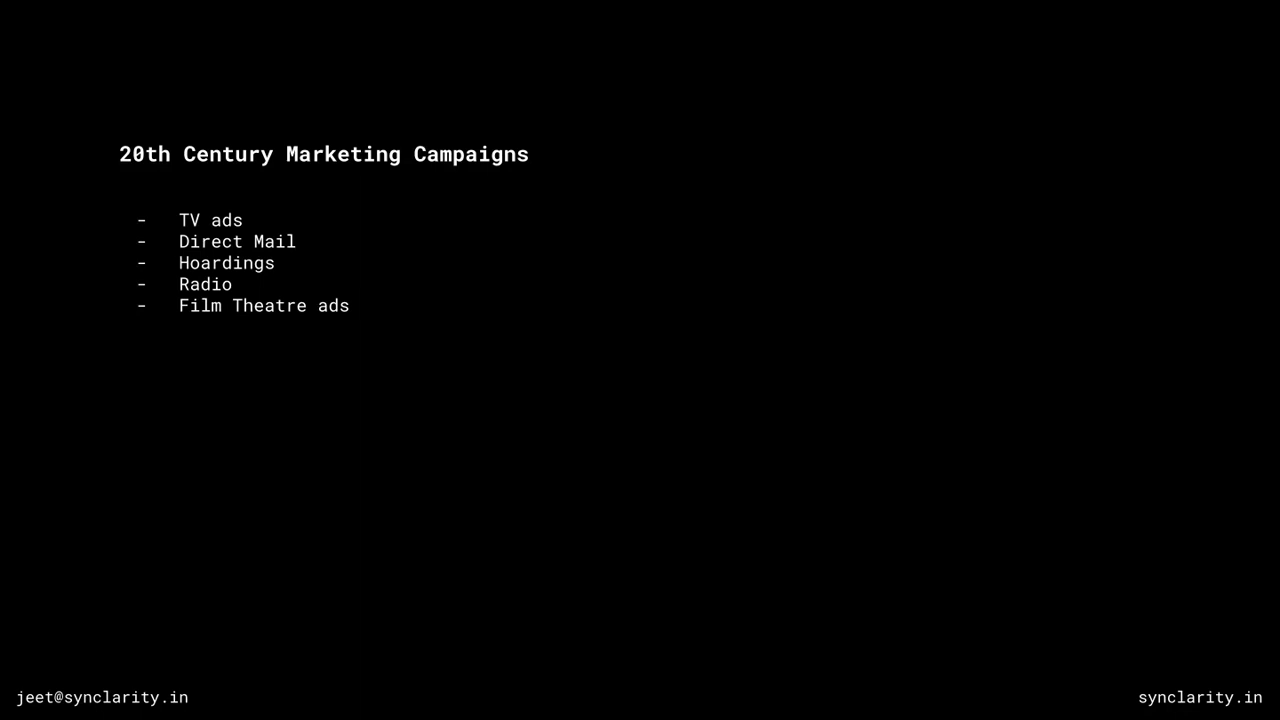 20th Century Marketing Campaigns
- TV ads
- Direct Mail
- Hoardings
- Radio
- Film Theatre ads
jeet@synclarity.in
synclarity.in